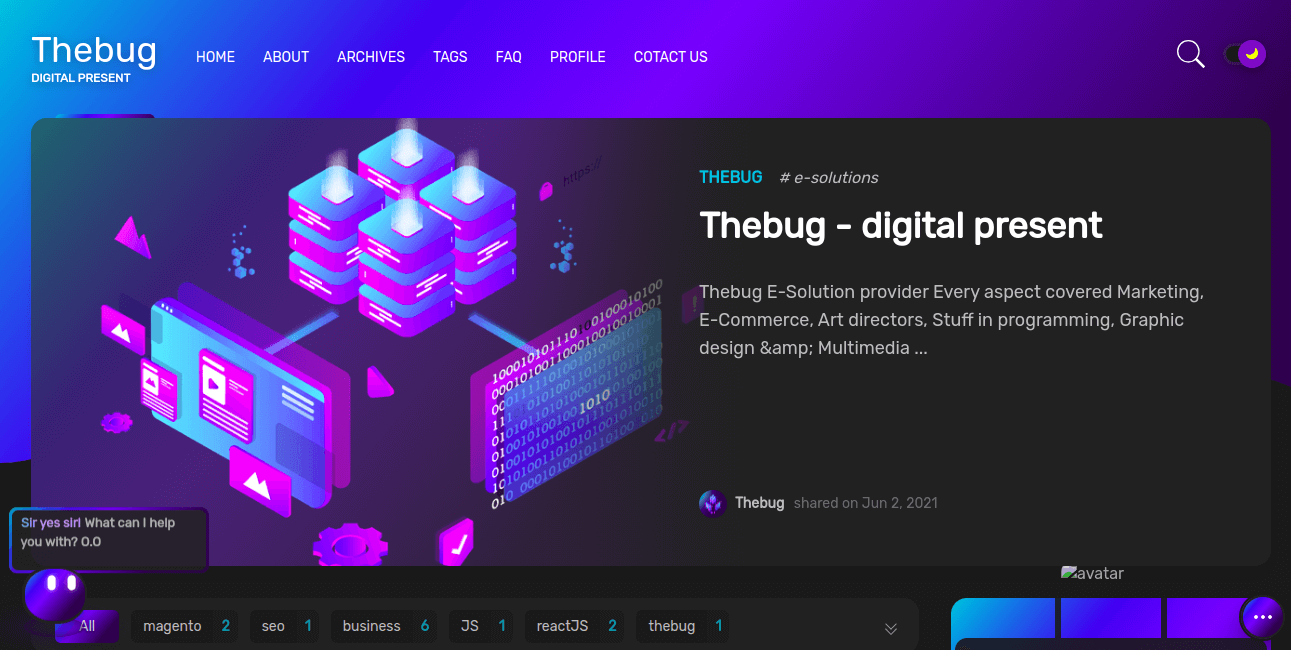 Thebug
DIGITAL PRESENT
HOME ABOUT ARCHIVES TAGS FAQ PROFILE COTACT US
https://
THEBUG # e-solutions
Thebug - digital present
Thebug E-Solution provider Every aspect covered Marketing,
E-Commerce, Art directors, Stuff in programming, Graphic
design &amp; Multimedia ...
1010
</>
Thebug shared on Jun 2, 2021
Sir yes sir! What can I help
you with? 0.0
avatar
All magento 2 seo 1 business 6 JS 1 reactJS 2 thebug 1